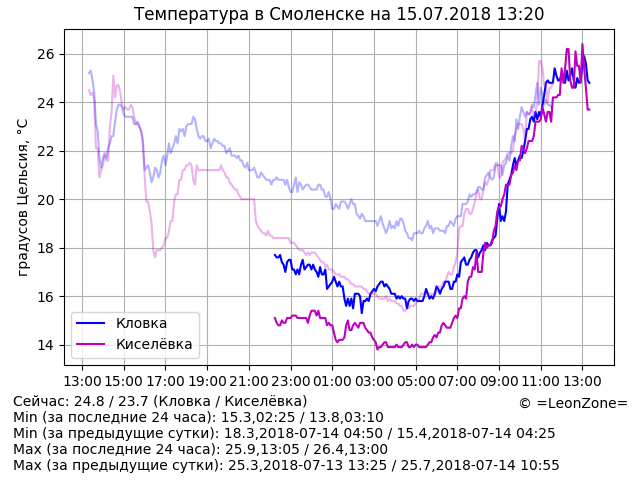 Температура в Смоленске на 15.07.2018 13:20
градусов Цельсия, °C
26
24
22
20
18
16
14
Кловка
Киселёвка
13:00 15:00 17:00 19:00 21:00 23:00 01:00 03:00 05:00 07:00 09:00 11:00 13:00
Сейчас: 24.8 / 23.7 (Кловка / Киселёвка)
© =LeonZone=
Min (за последние 24 часа): 15.3,02:25 / 13.8,03:10
Min (за предыдущие сутки): 18.3,2018-07-14 04:50 / 15.4,2018-07-14 04:25
Max (за последние 24 часа): 25.9,13:05 / 26.4,13:00
Max (за предыдущие сутки): 25.3,2018-07-13 13:25 / 25.7,2018-07-14 10:55